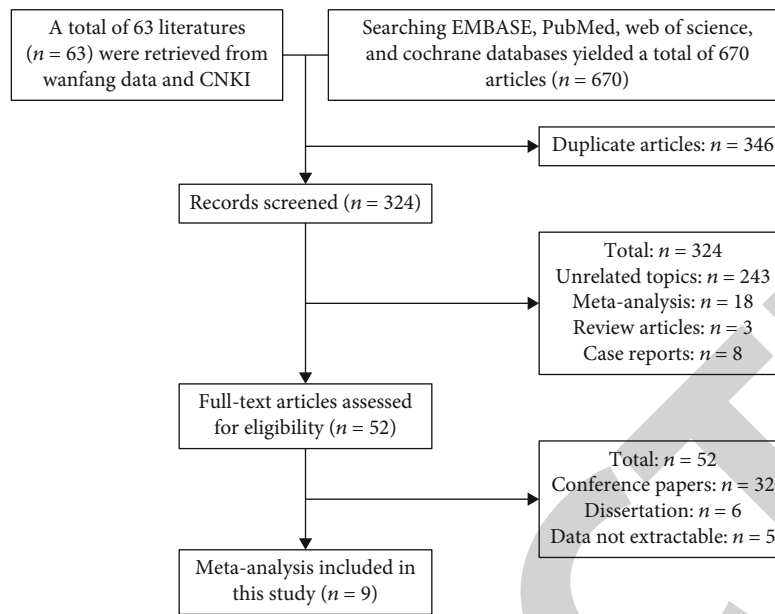 A total of 63 literatures
(n = 63) were retrieved from
wanfang data and CNKI
Searching EMBASE, PubMed, web of science,
and cochrane databases yielded a total of 670
articles (n = 670)
Duplicate articles: n = 346
Records screened (n = 324)
Total: n = 324
Unrelated topics: n = 243
Meta-analysis: n = 18
Review articles: n = 3
Case reports: n = 8
Full-text articles assessed
for eligibility (n = 52)
Total: n = 52
Conference papers: n = 32
Dissertation: n = 6
Data not extractable: n = 5
Meta-analysis included in
this study (n = 9)